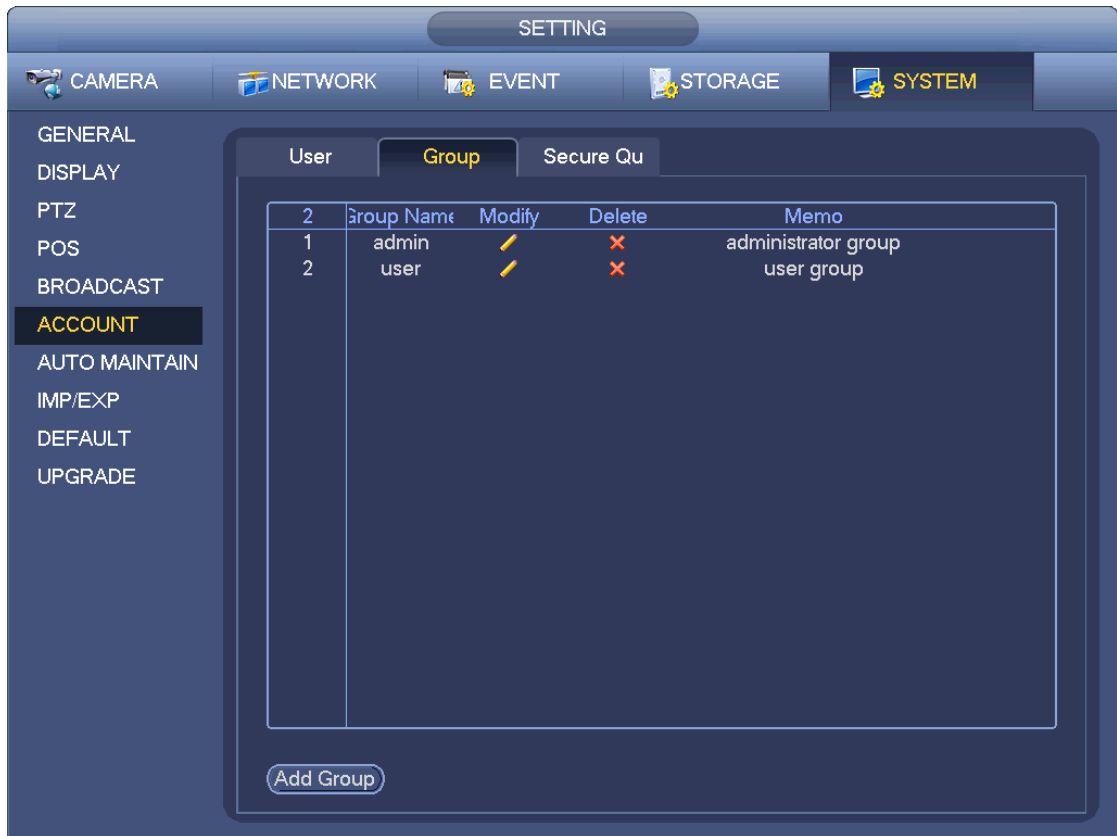 SETTING
CAMERA NETWORK EVENT STORAGE SYSTEM
GENERAL
DISPLAY
PTZ
POS
BROADCAST
ACCOUNT
AUTO MAINTAIN
IMP/EXP
DEFAULT
UPGRADE
User Group Secure Qu
2 Group Name Modify Delete Memo
1 admin administrator group
2 user user group
Add Group